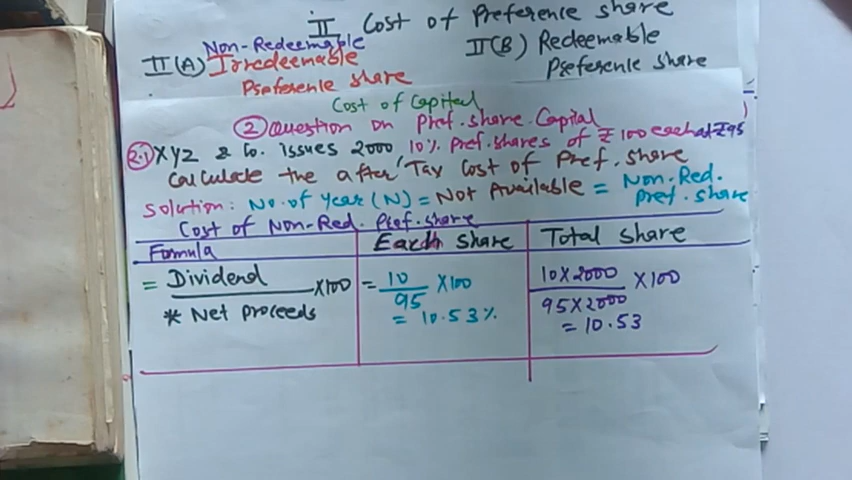 II Cost of Preference share
Non-Redeemable
II(A) Irredeemable
Preference share
II(B) Redeemable
Preference share
Cost of Capital
② Question on Pref. share. Capital
2.1 XYZ & Co. issues 2000 10% Pref. shares of ₹100 each at ₹95
Calculate the after Tax Cost of Pref. share
Solution: No. of year (N) = Not Available = Non-Red.
Pref. share
Cost of Non-Red. Pref. share
Formula
Each share
Total share
= Dividend
* Net proceeds
×100
= 10
95
×100
= 10.53%
10×2000
95×2000
×100
= 10.53